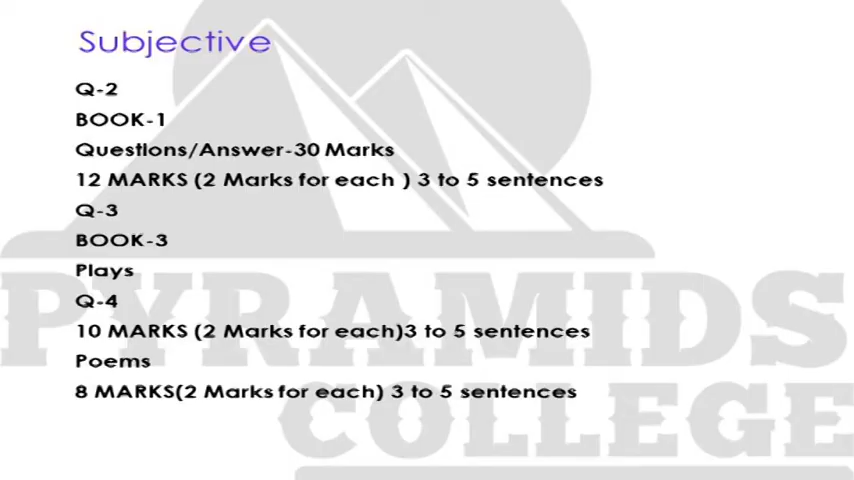 Subjective
Q-2
BOOK-1
Questions/Answer-30 Marks
12 MARKS (2 Marks for each ) 3 to 5 sentences
Q-3
BOOK-3
Plays
Q-4
10 MARKS (2 Marks for each)3 to 5 sentences
Poems
8 MARKS(2 Marks for each) 3 to 5 sentences
PYRAMIDS
COLLEGE